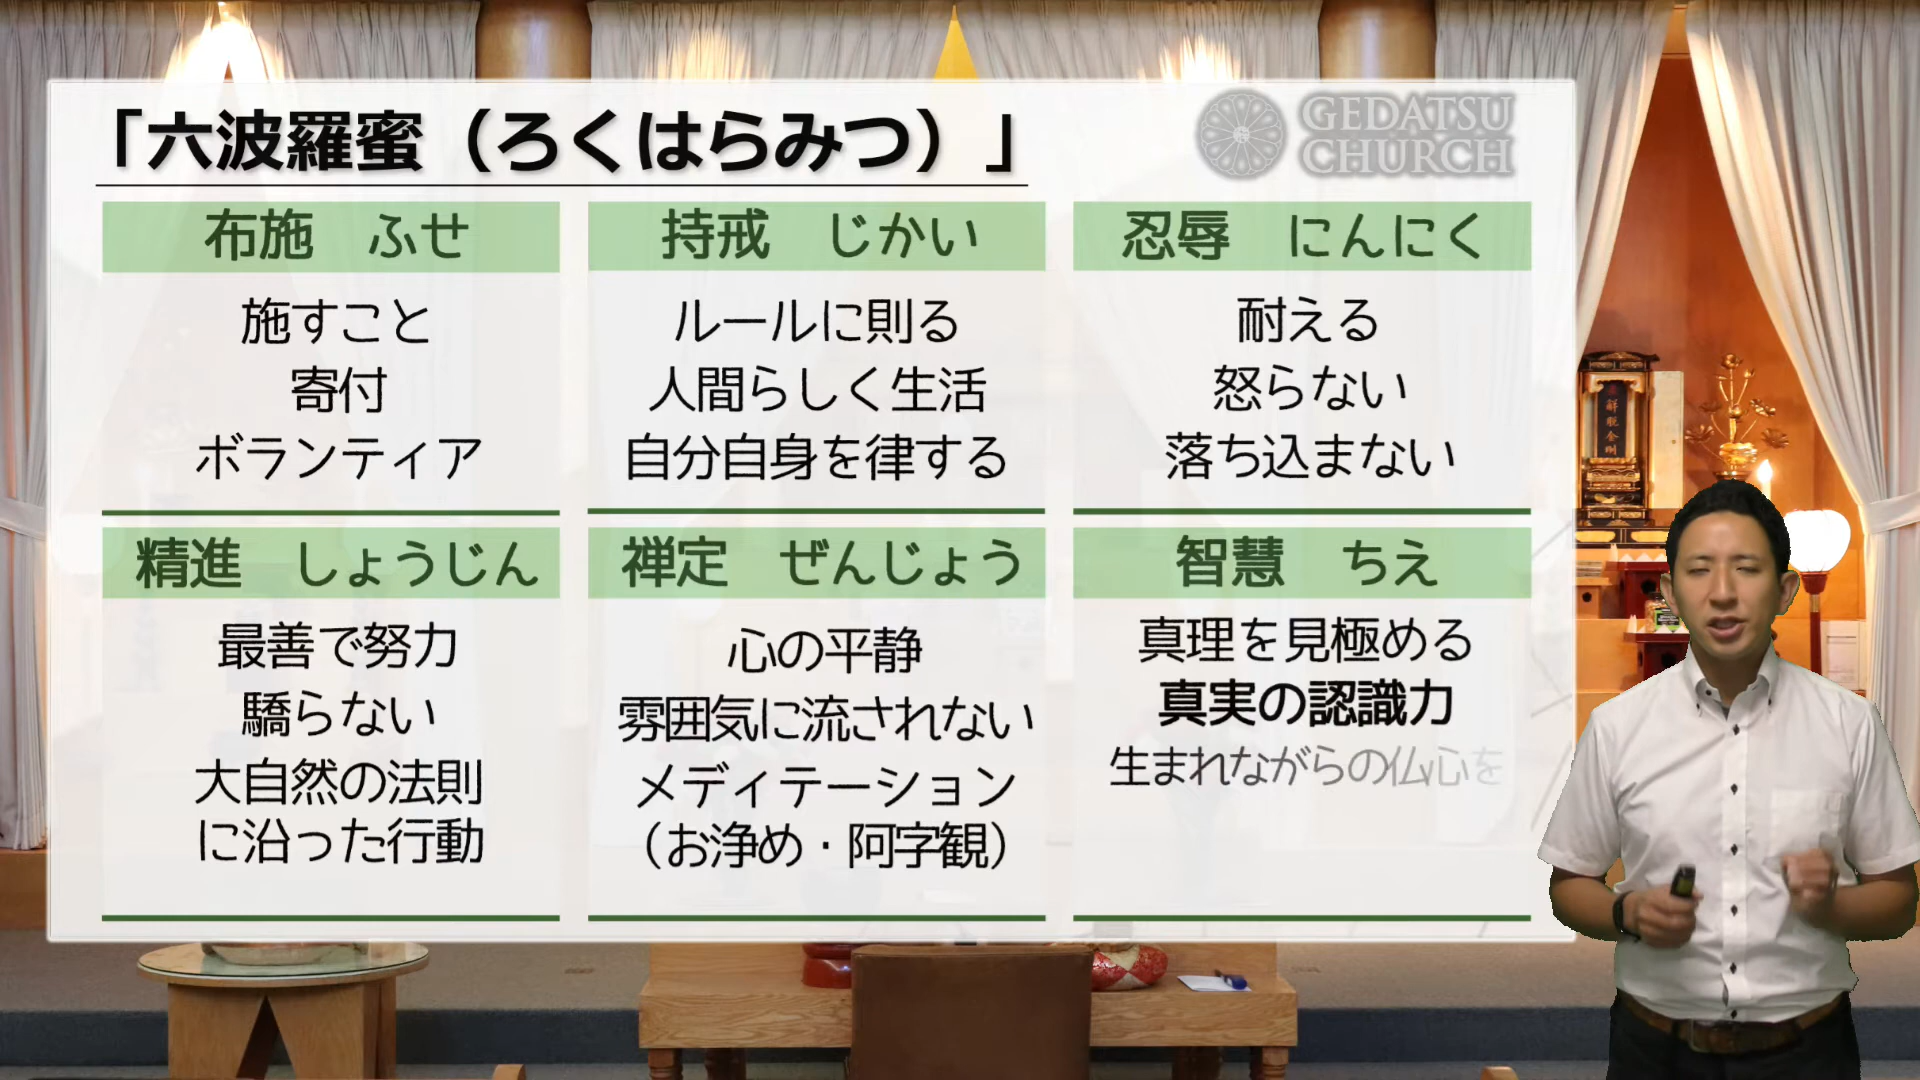 「六波羅蜜（ろくはらみつ）」
GEDATSU
CHURCH
布施　ふせ
施すこと
寄付
ボランティア
持戒　じかい
ルールに則る
人間らしく生活
自分自身を律する
忍辱　にんにく
耐える
怒らない
落ち込まない
精進　しょうじん
最善で努力
驕らない
大自然の法則
に沿った行動
禅定　ぜんじょう
心の平静
雰囲気に流されない
メディテーション
（お浄め・阿字観）
智慧　ちえ
真理を見極める
真実の認識力
生まれながらの仏心を
解脱金剛